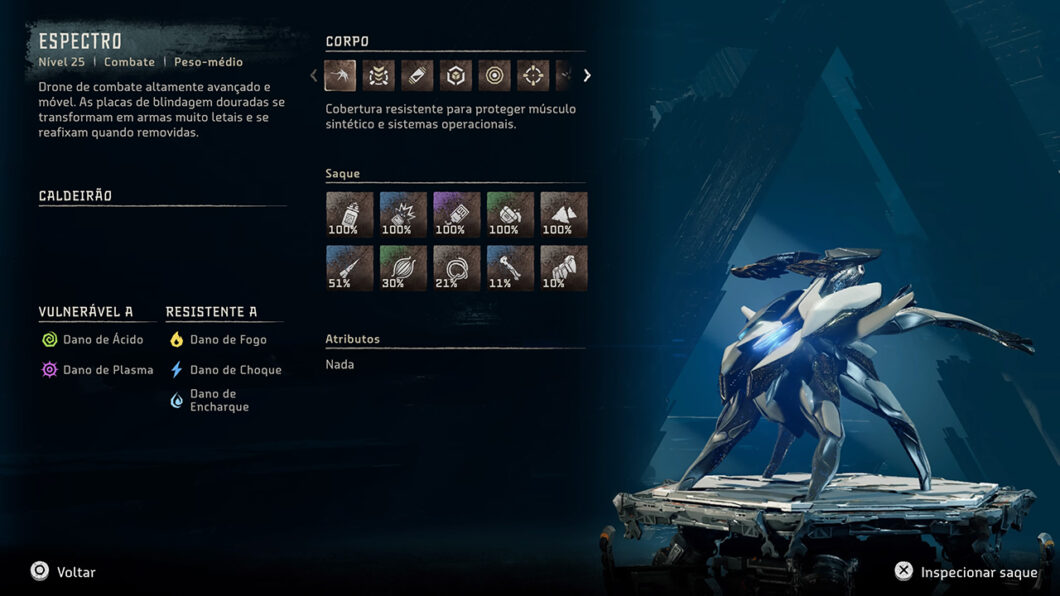 ESPECTRO
Nível 25 | Combate | Peso-médio
Drone de combate altamente avançado e
móvel. As placas de blindagem douradas se
transformam em armas muito letais e se
reafixam quando removidas.
CALDEIRÃO
VULNERÁVEL A
Dano de Ácido
Dano de Plasma
RESISTENTE A
Dano de Fogo
Dano de Choque
Dano de
Encharque
CORPO
Cobertura resistente para proteger músculo
sintético e sistemas operacionais.
Saque
100% 100% 100% 100% 100%
51% 30% 21% 11% 10%
Atributos
Nada
Voltar
Inspecionar saque